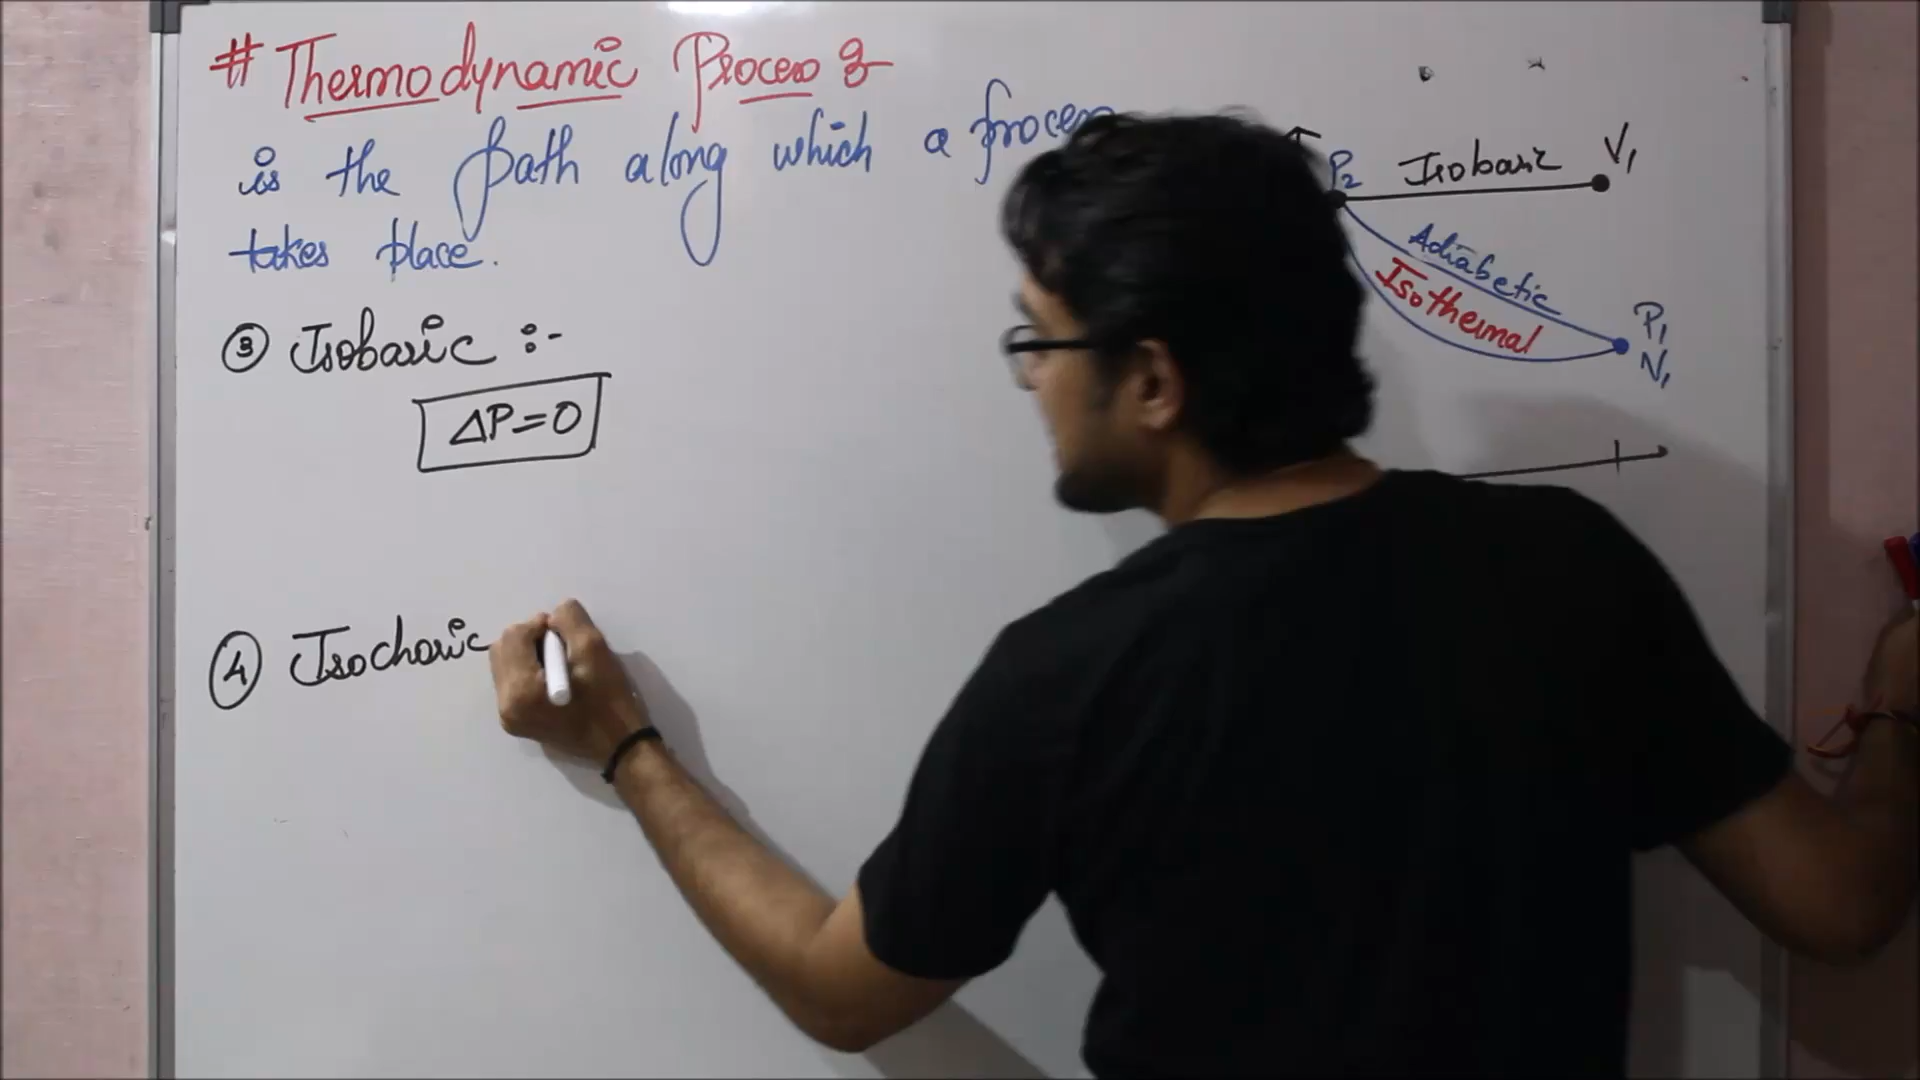 # Thermodynamic Process
is the path along which a process
takes place.
③ Isobaric :-
ΔP=0
④ Isochoric
P2 Isobaric V1
Adiabetic
Isothermal
P1
V1